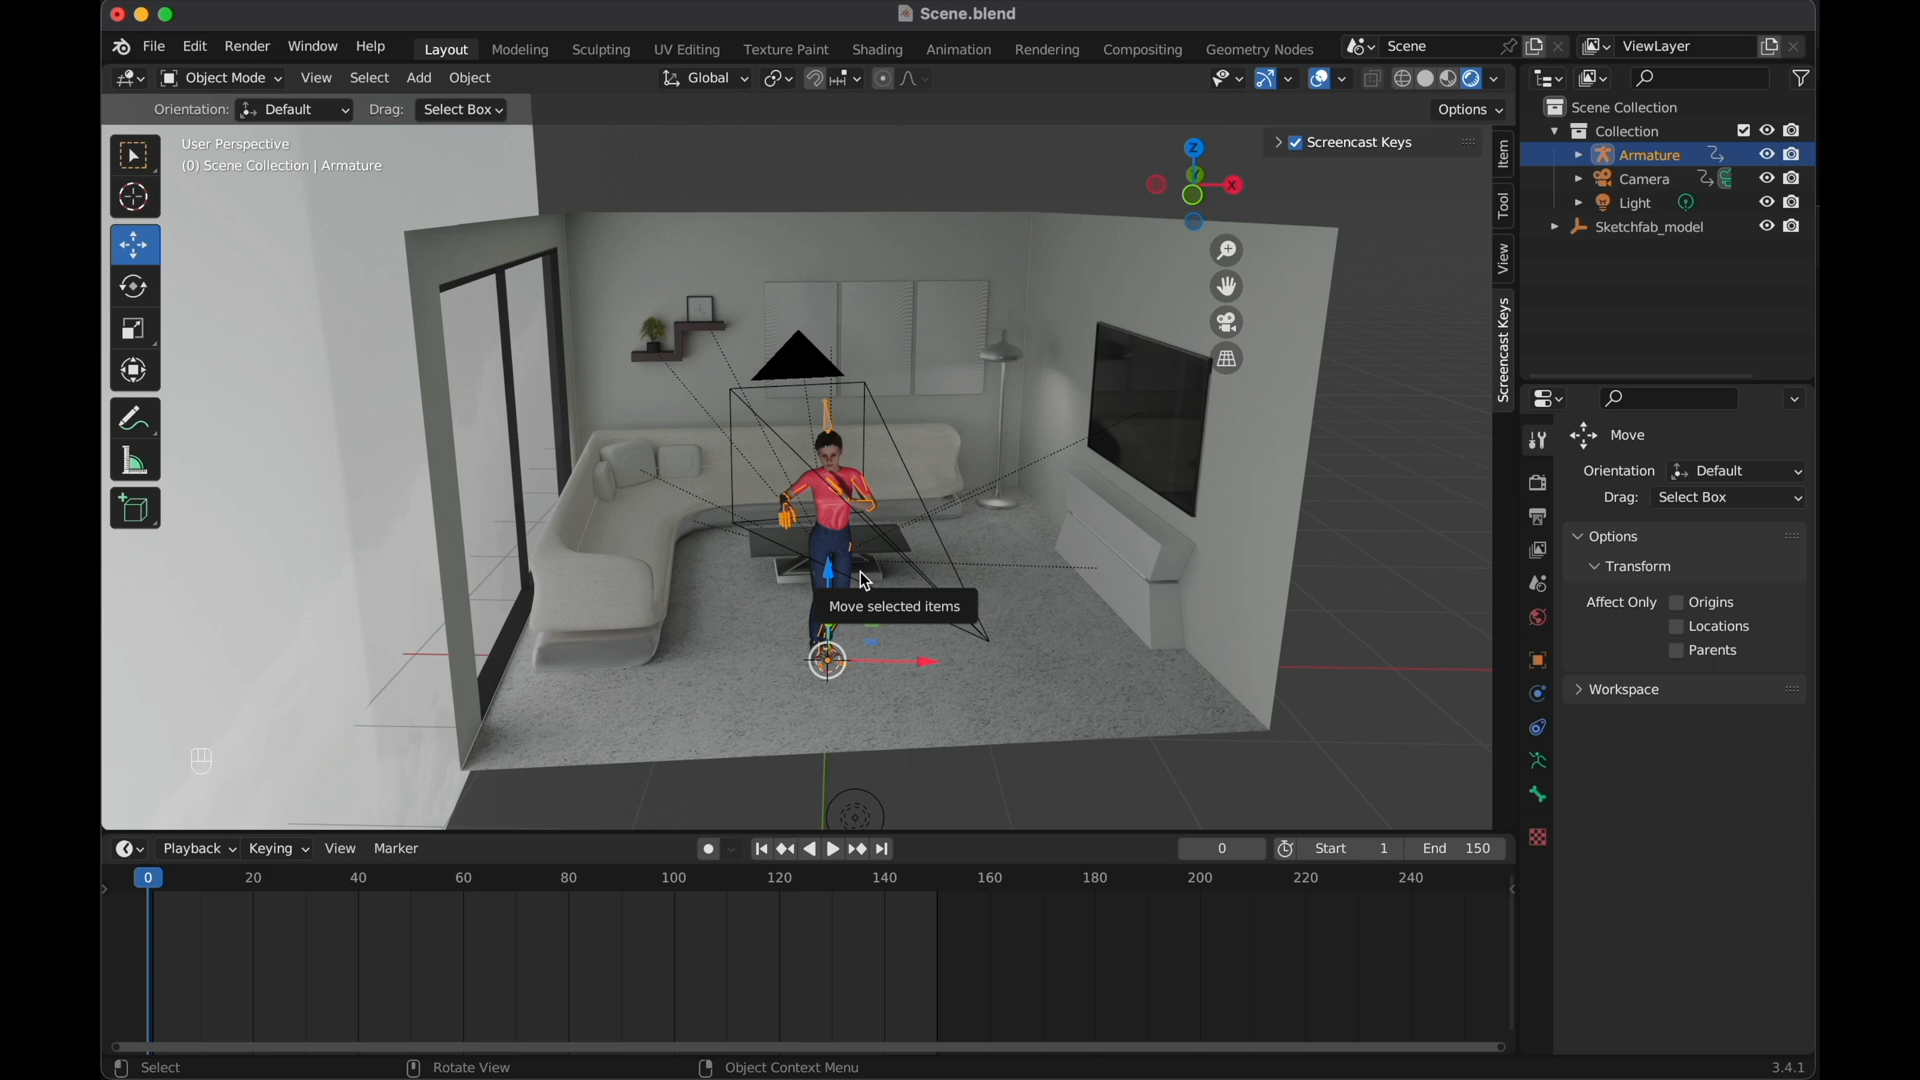 Scene.blend
File Edit Render Window Help
Layout Modeling Sculpting UV Editing Texture Paint Shading Animation Rendering Compositing Geometry Nodes
Scene
ViewLayer
Object Mode View Select Add Object
Global
Orientation: Default Drag: Select Box
Options
User Perspective
(0) Scene Collection | Armature
Screencast Keys
Z
Y
X
Item
Tool
View
Screencast Keys
Scene Collection
Collection
Armature
Camera
Light
Sketchfab_model
Move
Orientation Default
Drag: Select Box
Options
Transform
Affect Only Origins
Locations
Parents
Workspace
Move selected items
Playback Keying View Marker
0
Start 1
End 150
0 20 40 60 80 100 120 140 160 180 200 220 240
Select
Rotate View
Object Context Menu
3.4.1